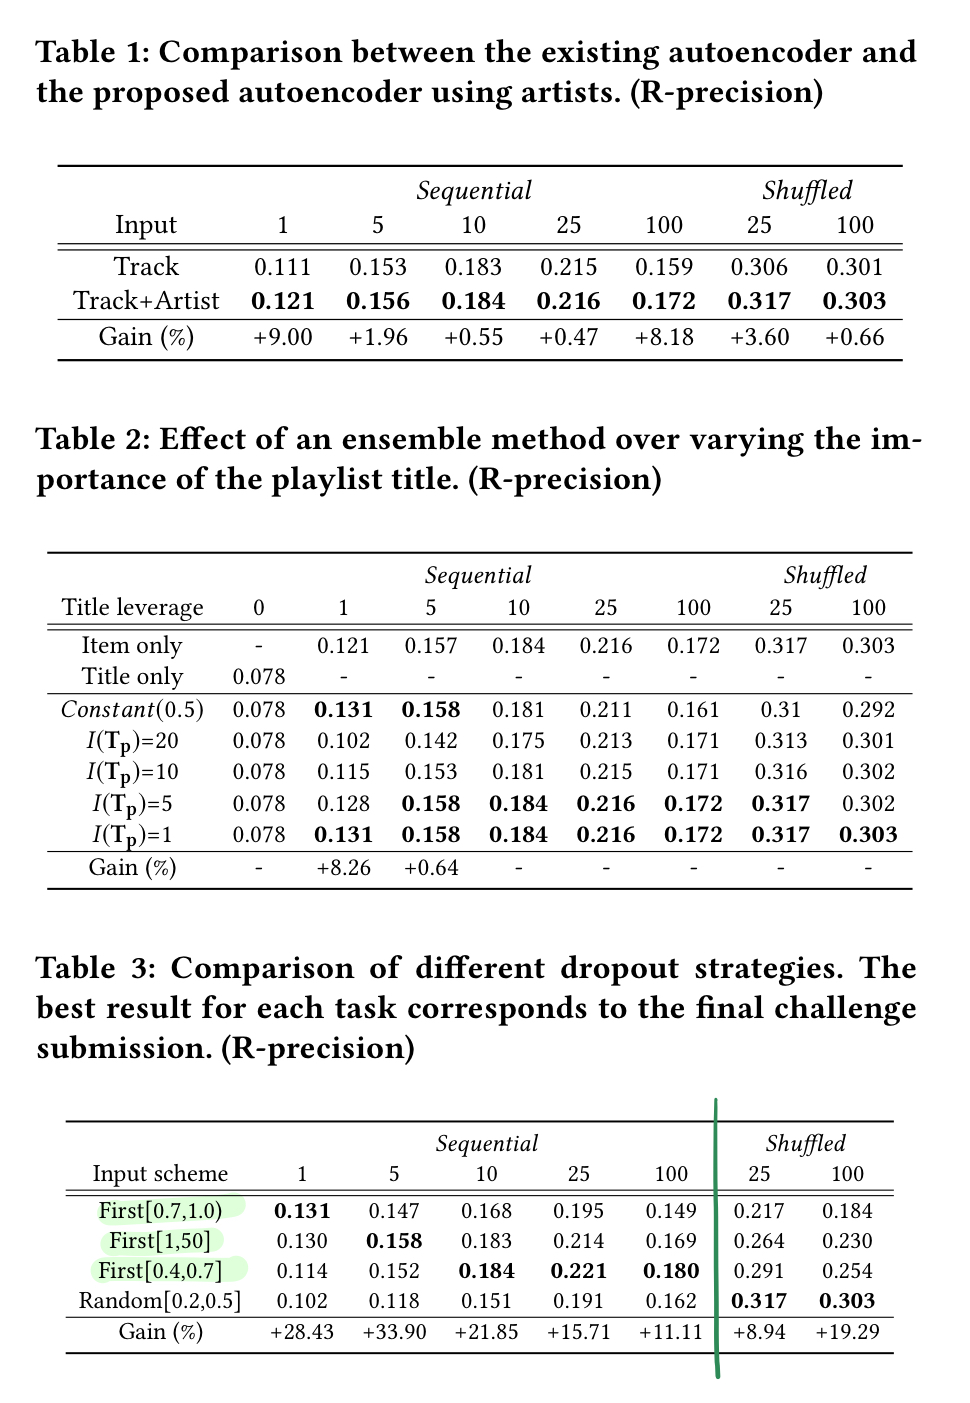 Table 1: Comparison between the existing autoencoder and
the proposed autoencoder using artists. (R-precision)
Sequential Shuffled
Input 1 5 10 25 100 25 100
Track 0.111 0.153 0.183 0.215 0.159 0.306 0.301
Track+Artist 0.121 0.156 0.184 0.216 0.172 0.317 0.303
Gain (%) +9.00 +1.96 +0.55 +0.47 +8.18 +3.60 +0.66
Table 2: Effect of an ensemble method over varying the im-
portance of the playlist title. (R-precision)
Sequential Shuffled
Title leverage 0 1 5 10 25 100 25 100
Item only - 0.121 0.157 0.184 0.216 0.172 0.317 0.303
Title only 0.078 - - - - - - -
Constant(0.5) 0.078 0.131 0.158 0.181 0.211 0.161 0.31 0.292
I(Tp)=20 0.078 0.102 0.142 0.175 0.213 0.171 0.313 0.301
I(Tp)=10 0.078 0.115 0.153 0.181 0.215 0.171 0.316 0.302
I(Tp)=5 0.078 0.128 0.158 0.184 0.216 0.172 0.317 0.302
I(Tp)=1 0.078 0.131 0.158 0.184 0.216 0.172 0.317 0.303
Gain (%) - +8.26 +0.64 - - - - -
Table 3: Comparison of different dropout strategies. The
best result for each task corresponds to the final challenge
submission. (R-precision)
Sequential Shuffled
Input scheme 1 5 10 25 100 25 100
First[0.7,1.0) 0.131 0.147 0.168 0.195 0.149 0.217 0.184
First[1,50] 0.130 0.158 0.183 0.214 0.169 0.264 0.230
First[0.4,0.7] 0.114 0.152 0.184 0.221 0.180 0.291 0.254
Random[0.2,0.5] 0.102 0.118 0.151 0.191 0.162 0.317 0.303
Gain (%) +28.43 +33.90 +21.85 +15.71 +11.11 +8.94 +19.29